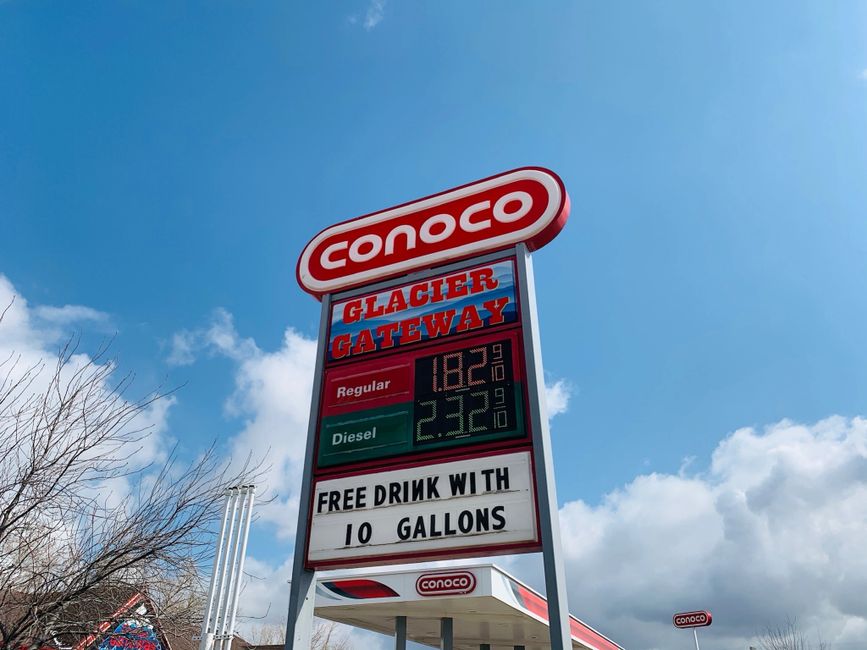 CONOCO
GLACIER
GATEWAY
Regular 1.82 9/10
Diesel 2.32 9/10
FREE DRINK WITH
10 GALLONS
CONOCO
CONOCO